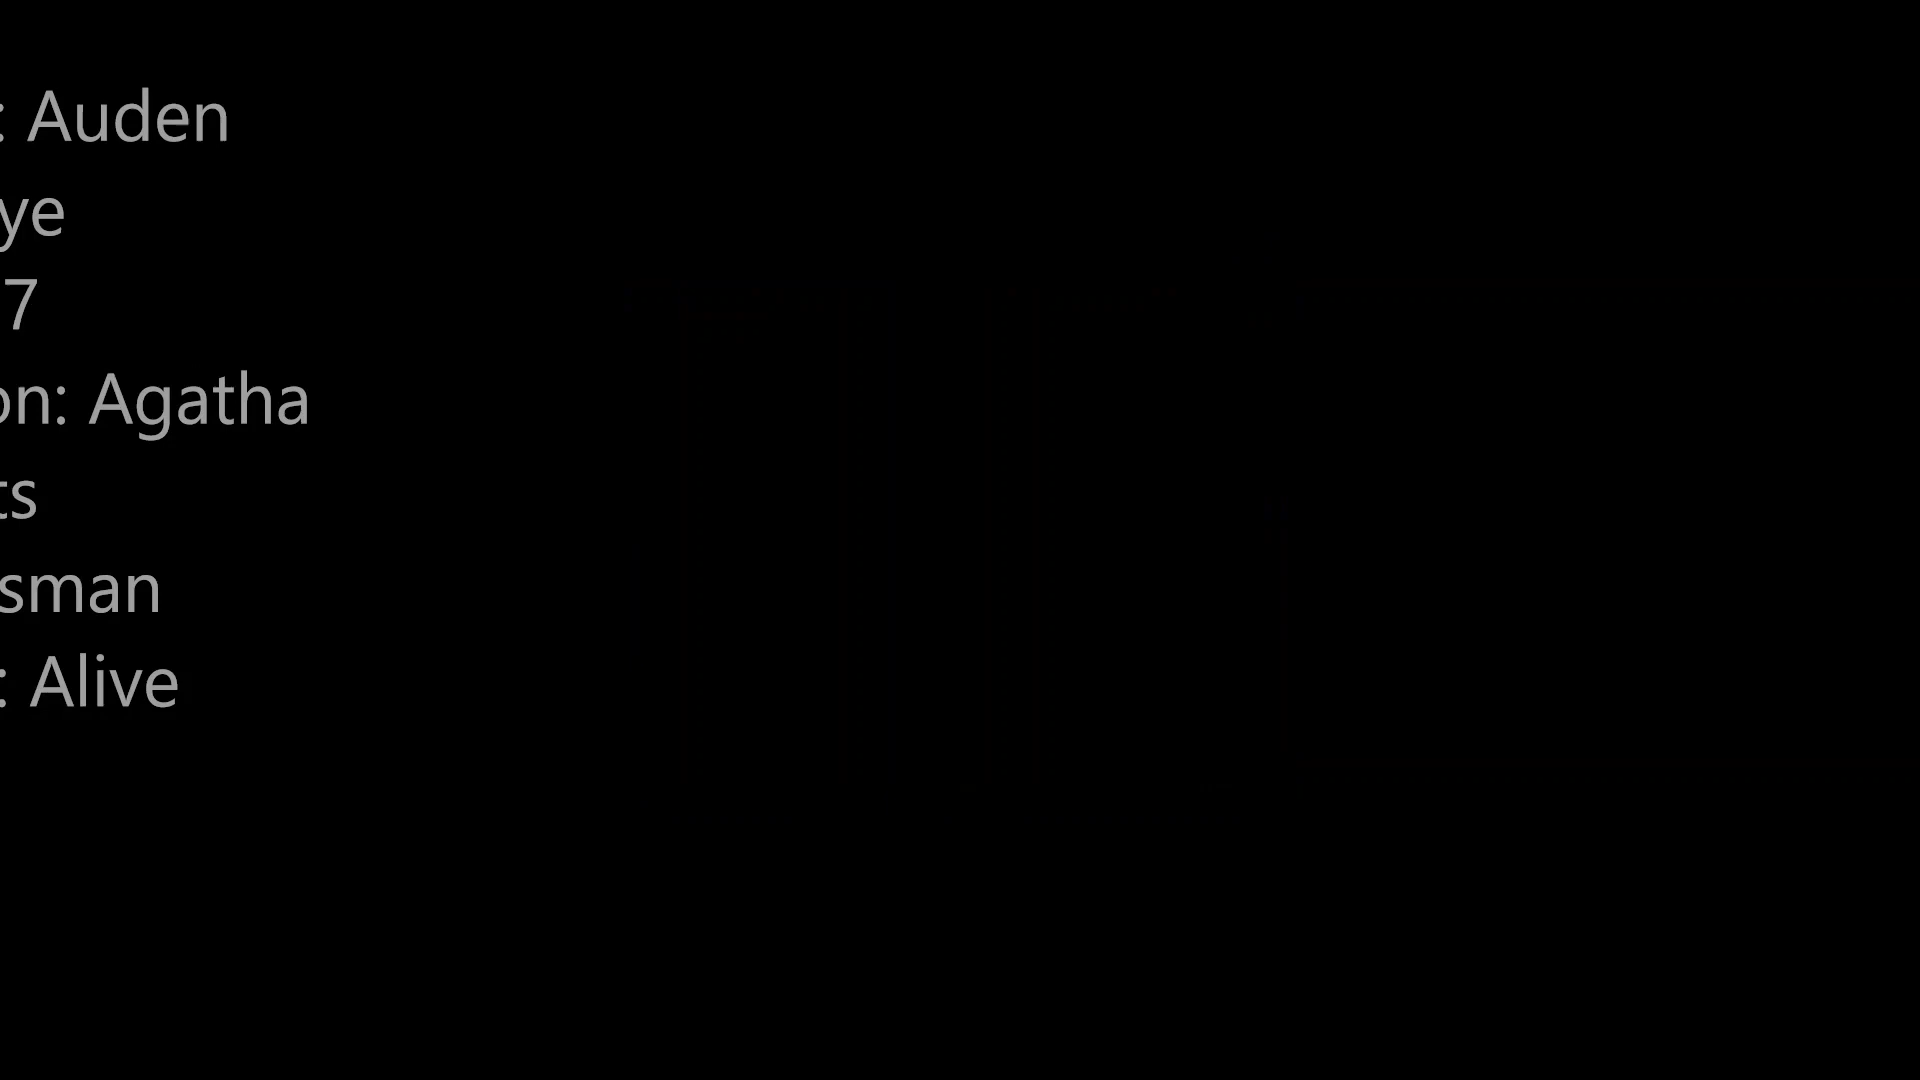 : Auden
ye
7
on: Agatha
ts
sman
: Alive